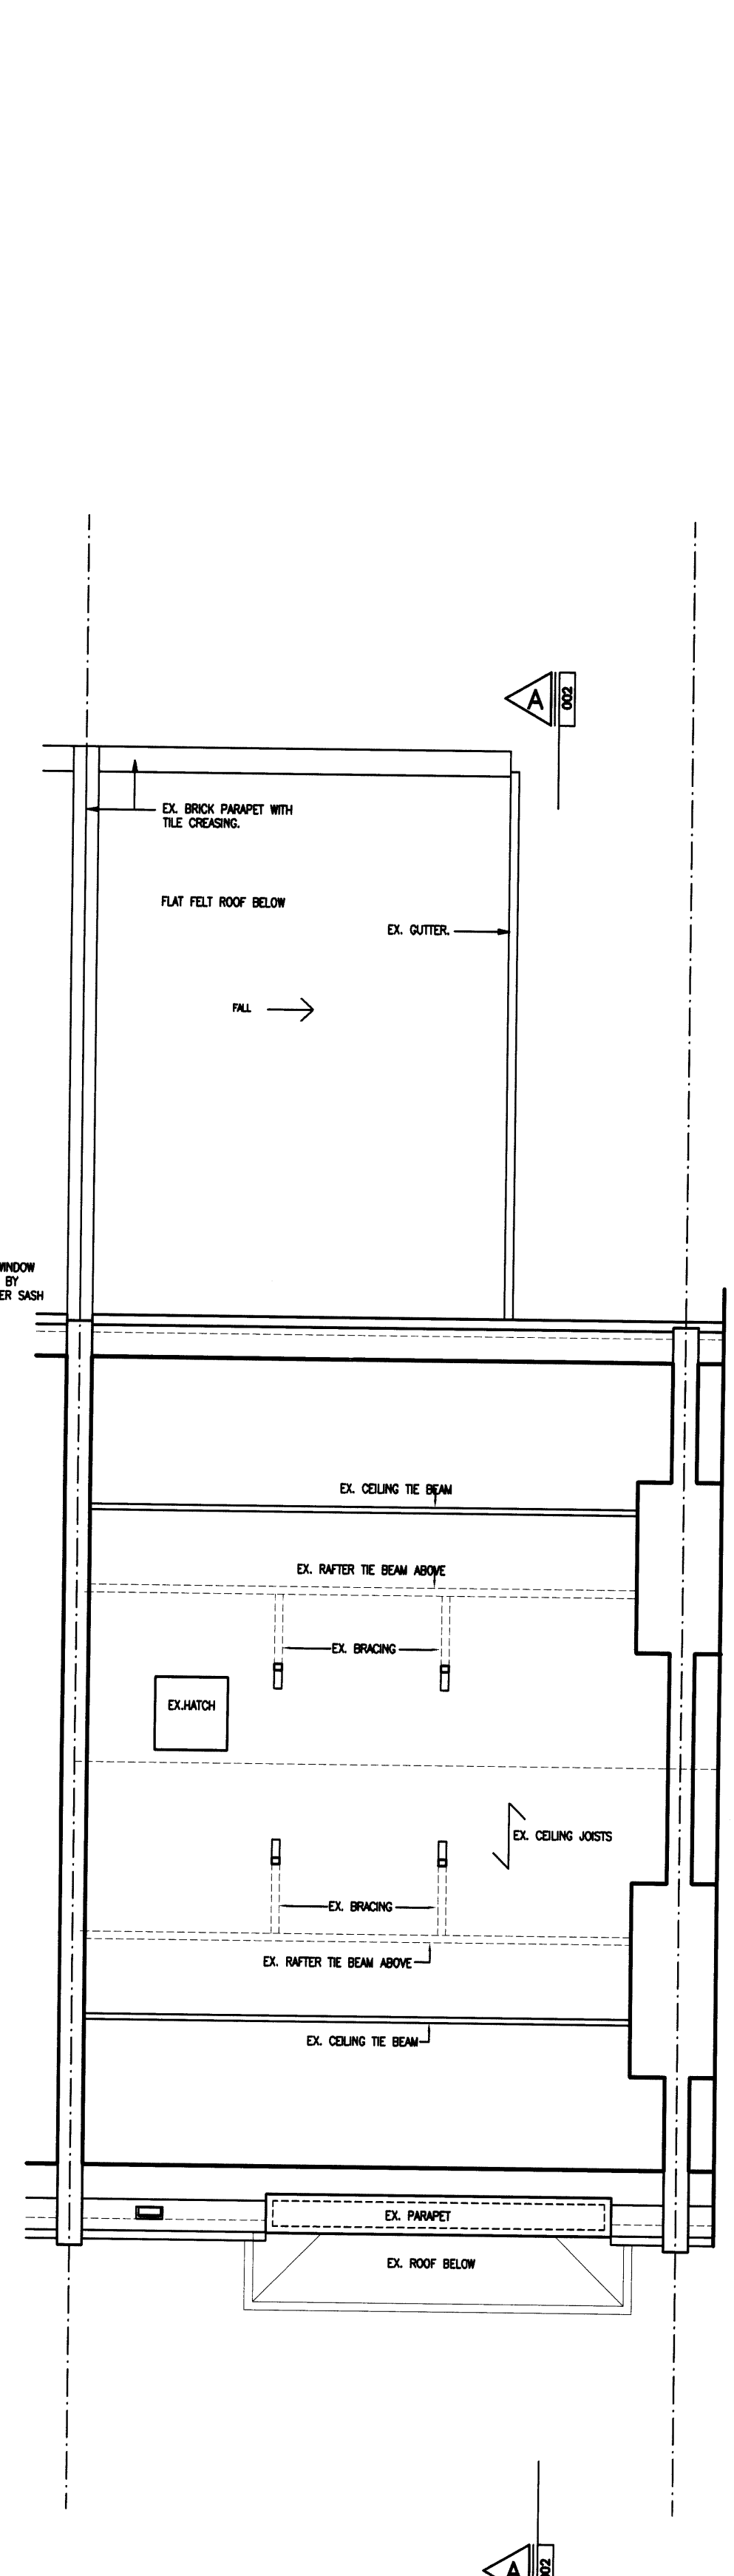 A
002
EX. BRICK PARAPET WITH
TILE CREASING.
FLAT FELT ROOF BELOW
EX. GUTTER.
FALL
WINDOW
BY
ER SASH
EX. CEILING TIE BEAM
EX. RAFTER TIE BEAM ABOVE
EX. BRACING
EX.HATCH
EX. CEILING JOISTS
EX. BRACING
EX. RAFTER TIE BEAM ABOVE
EX. CEILING TIE BEAM
EX. PARAPET
EX. ROOF BELOW
A
002